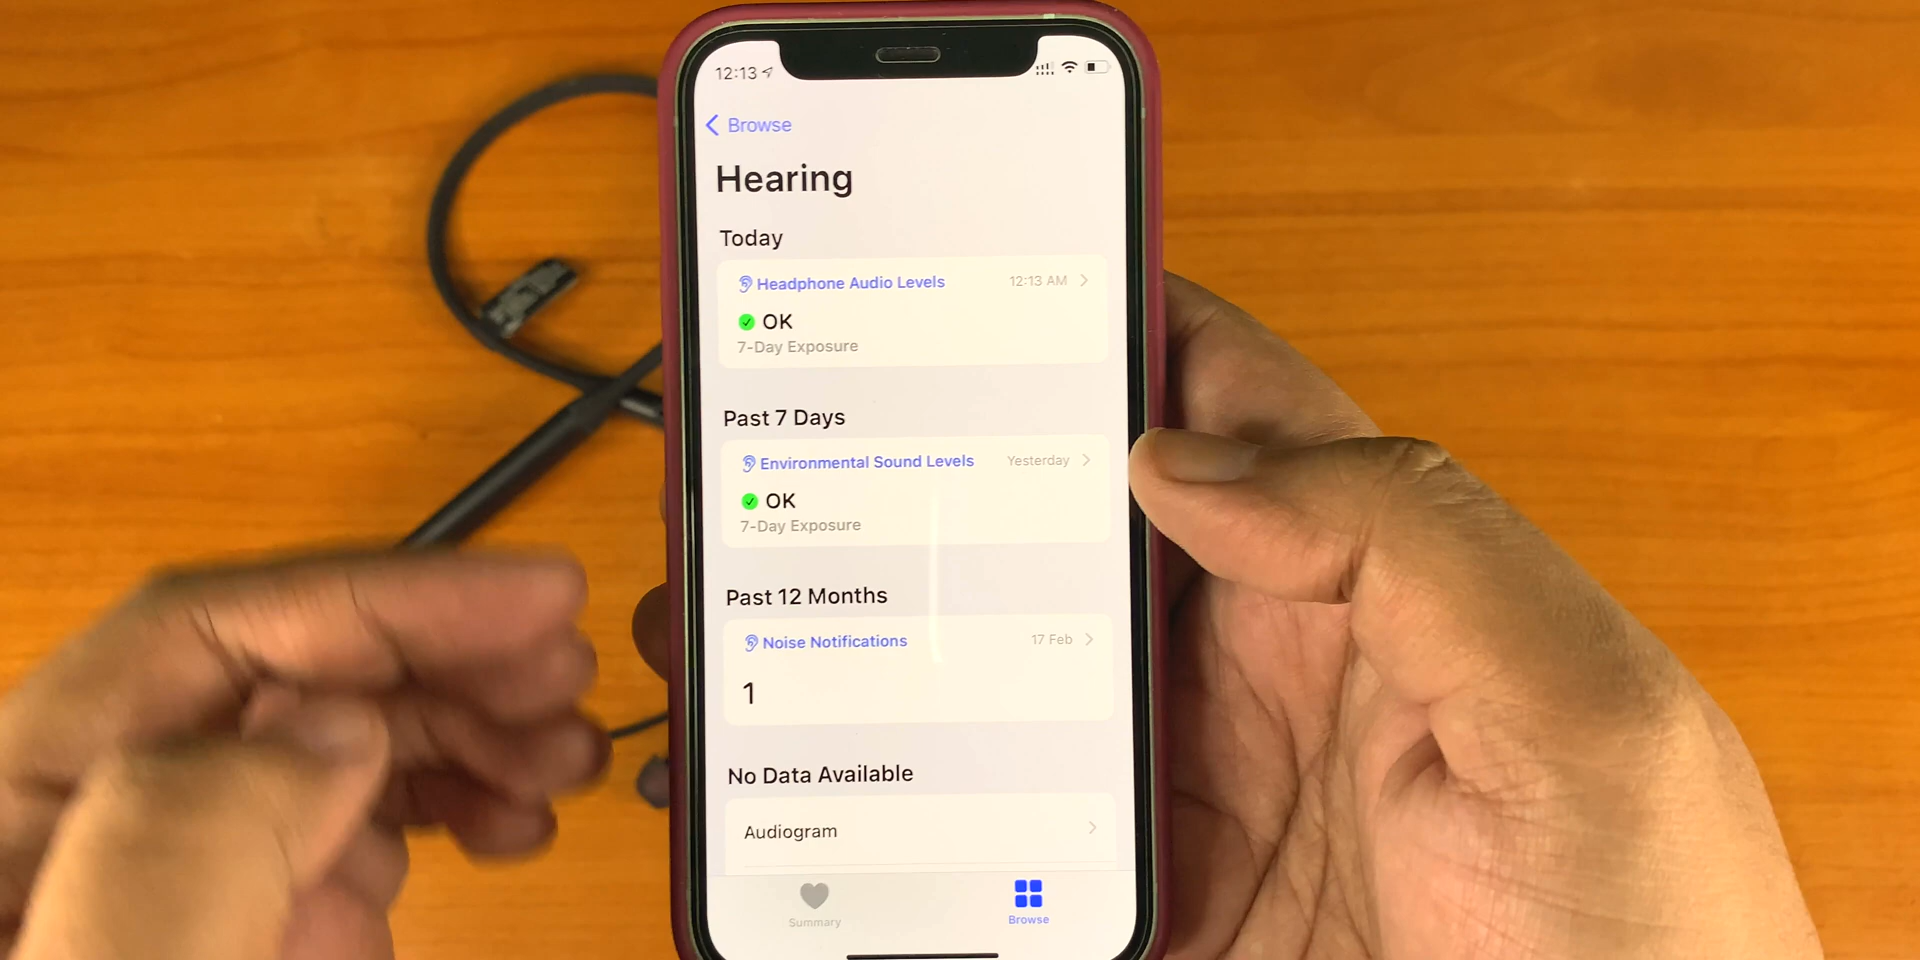 12:13
Browse
Hearing
Today
Headphone Audio Levels 12:13 AM
OK
7-Day Exposure
Past 7 Days
Environmental Sound Levels Yesterday
OK
7-Day Exposure
Past 12 Months
Noise Notifications 17 Feb
1
No Data Available
Audiogram
Summary Browse